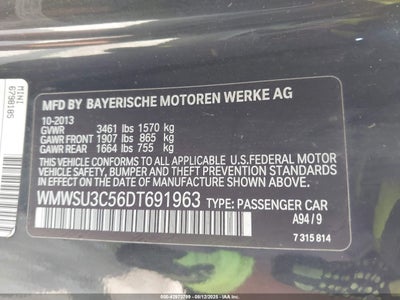 MFD BY BAYERISCHE MOTOREN WERKE AG
10-2013
GVWR 3461 lbs 1570 kg
GAWR FRONT 1907 lbs 865 kg
GAWR REAR 1664 lbs 755 kg
THIS VEHICLE CONFORMS TO ALL APPLICABLE U.S.FEDERAL MOTOR
VEHICLE SAFETY, BUMPER, AND THEFT PREVENTION STANDARDS
IN EFFECT ON THE DATE OF MANUFACTURE SHOWN ABOVE.
WMWSU3C56DT691963 TYPE: PASSENGER CAR
A94 / 9
7 315 814
MINI
6790185